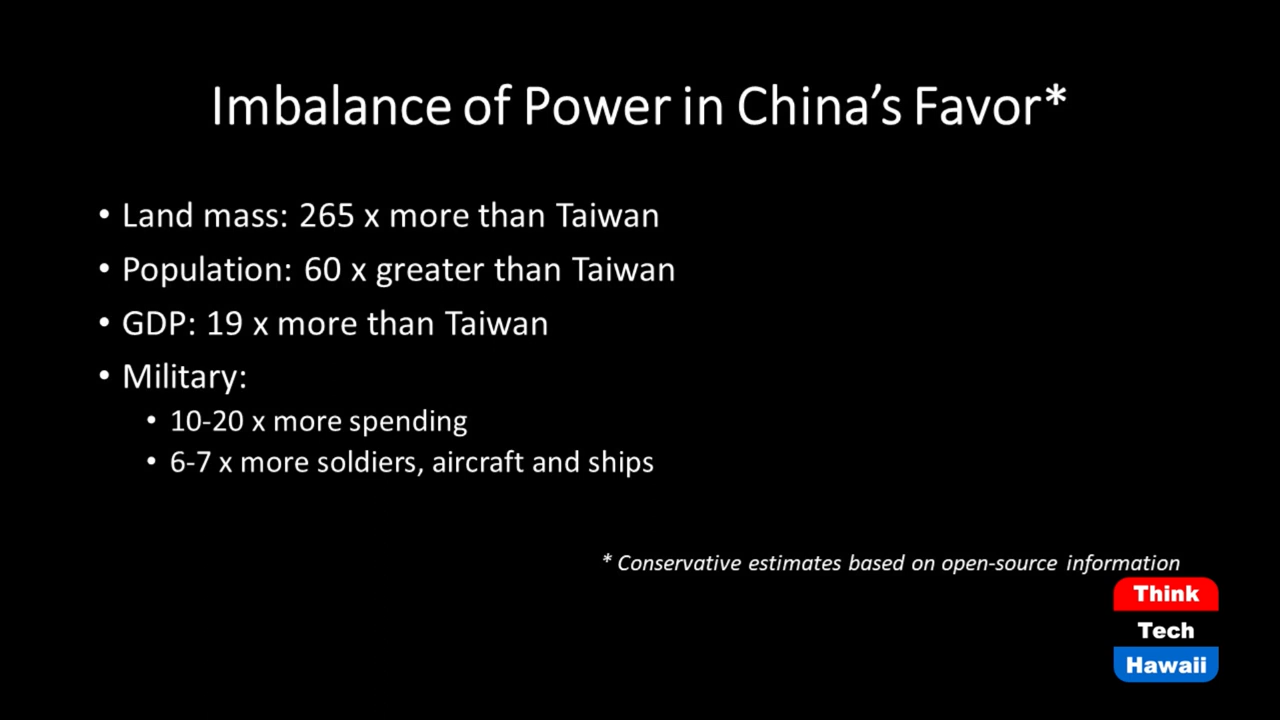 Imbalance of Power in China’s Favor*
• Land mass: 265 x more than Taiwan
• Population: 60 x greater than Taiwan
• GDP: 19 x more than Taiwan
• Military:
• 10-20 x more spending
• 6-7 x more soldiers, aircraft and ships
* Conservative estimates based on open-source information
Think
Tech
Hawaii